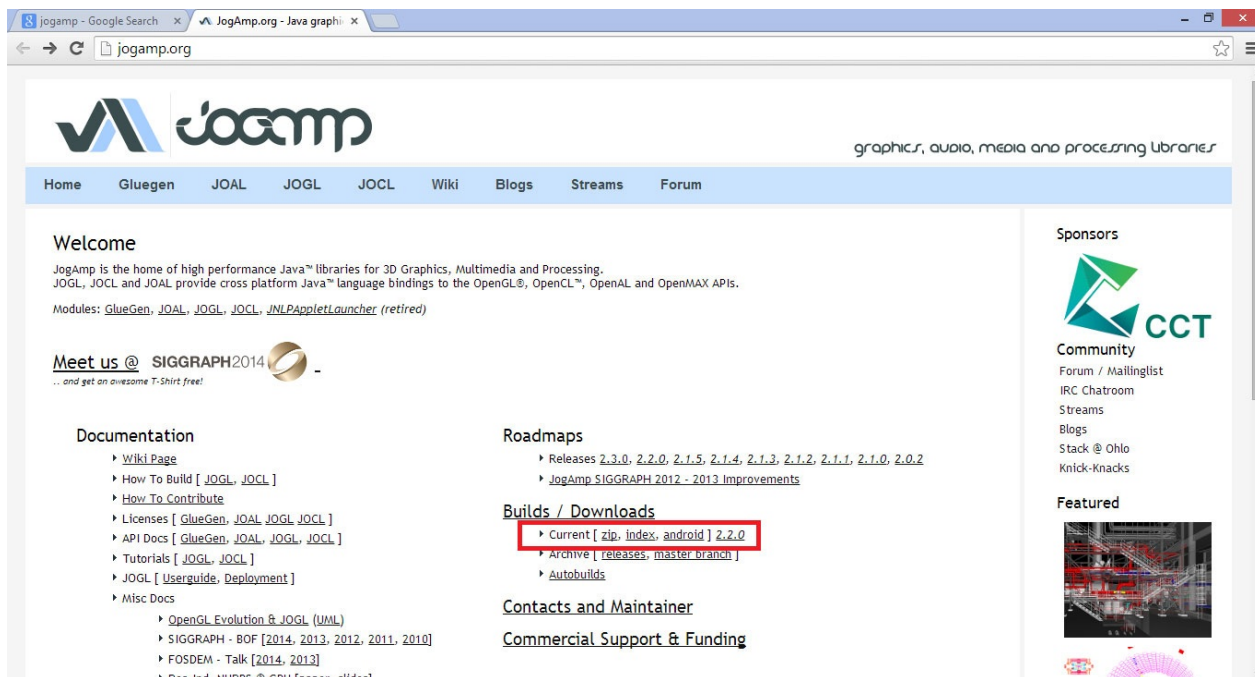 jogamp - Google Search
JogAmp.org - Java graphi
jogamp.org
jogamp
graphics, audio, media and processing libraries
Home Gluegen JOAL JOGL JOCL Wiki Blogs Streams Forum
Welcome
JogAmp is the home of high performance Java™ libraries for 3D Graphics, Multimedia and Processing.
JOGL, JOCL and JOAL provide cross platform Java™ language bindings to the OpenGL®, OpenCL™, OpenAL and OpenMAX APIs.
Modules: GlueGen, JOAL, JOGL, JOCL, JNLPAppletLauncher (retired)
Meet us @ SIGGRAPH2014
.. and get an awesome T-Shirt free!
Documentation
Wiki Page
How To Build [ JOGL, JOCL ]
How To Contribute
Licenses [ GlueGen, JOAL JOGL JOCL ]
API Docs [ GlueGen, JOAL, JOGL, JOCL ]
Tutorials [ JOGL, JOCL ]
JOGL [ Userguide, Deployment ]
Misc Docs
OpenGL Evolution & JOGL (UML)
SIGGRAPH - BOF [2014, 2013, 2012, 2011, 2010]
FOSDEM - Talk [2014, 2013]
Roadmaps
Releases 2.3.0, 2.2.0, 2.1.5, 2.1.4, 2.1.3, 2.1.2, 2.1.1, 2.1.0, 2.0.2
JogAmp SIGGRAPH 2012 - 2013 Improvements
Builds / Downloads
Current [ zip, index, android ] 2.2.0
Archive [ releases, master branch ]
Autobuilds
Contacts and Maintainer
Commercial Support & Funding
Sponsors
CCT
Community
Forum / Mailinglist
IRC Chatroom
Streams
Blogs
Stack @ Ohlo
Knick-Knacks
Featured